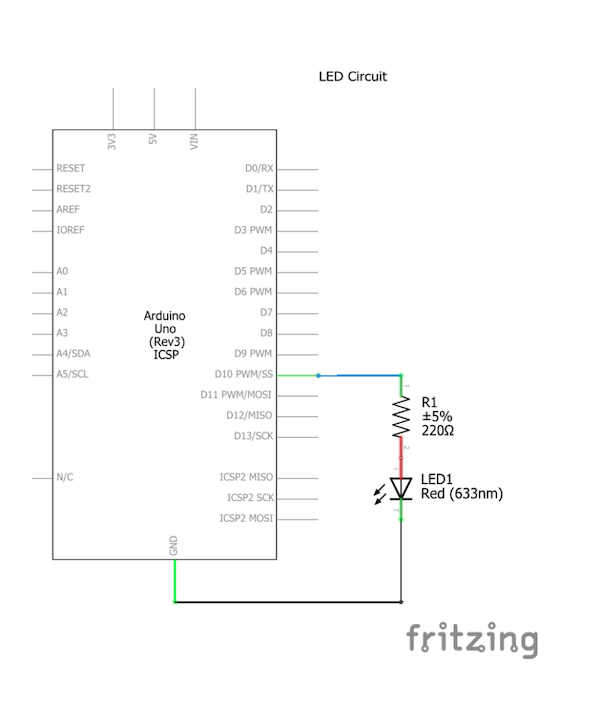 LED Circuit
3V3
5V
VIN
RESET
RESET2
AREF
IOREF
A0
A1
A2
A3
A4/SDA
A5/SCL
N/C
Arduino
Uno
(Rev3)
ICSP
D0/RX
D1/TX
D2
D3 PWM
D4
D5 PWM
D6 PWM
D7
D8
D9 PWM
D10 PWM/SS
D11 PWM/MOSI
D12/MISO
D13/SCK
ICSP2 MISO
ICSP2 SCK
ICSP2 MOSI
GND
1
R1
±5%
220Ω
2
1
LED1
Red (633nm)
2
fritzing